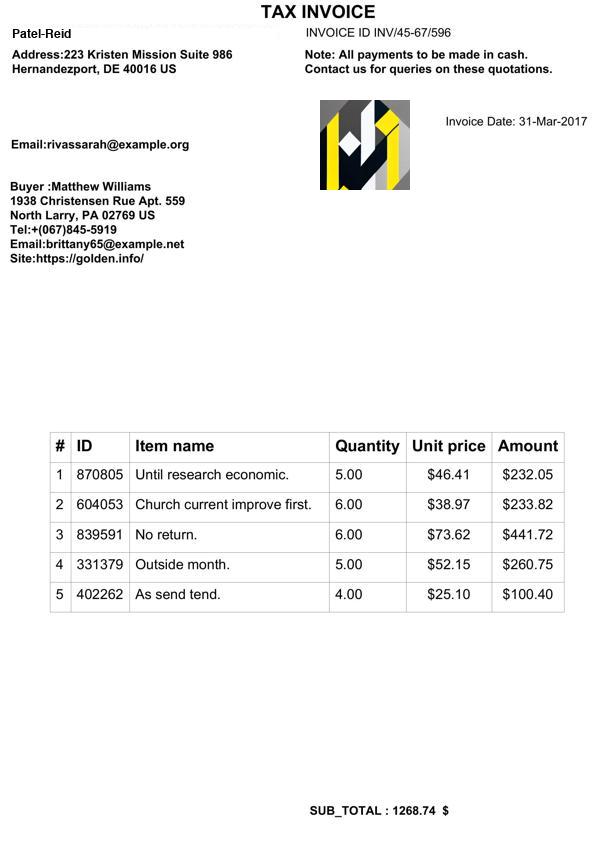 TAX INVOICE
Patel-Reid
INVOICE ID INV/45-67/596
Address:223 Kristen Mission Suite 986
Hernandezport, DE 40016 US
Note: All payments to be made in cash.
Contact us for queries on these quotations.
Invoice Date: 31-Mar-2017
Email:rivassarah@example.org
Buyer :Matthew Williams
1938 Christensen Rue Apt. 559
North Larry, PA 02769 US
Tel:+(067)845-5919
Email:brittany65@example.net
Site:https://golden.info/
# ID Item name Quantity Unit price Amount
1 870805 Until research economic. 5.00 $46.41 $232.05
2 604053 Church current improve first. 6.00 $38.97 $233.82
3 839591 No return. 6.00 $73.62 $441.72
4 331379 Outside month. 5.00 $52.15 $260.75
5 402262 As send tend. 4.00 $25.10 $100.40
SUB_TOTAL : 1268.74 $